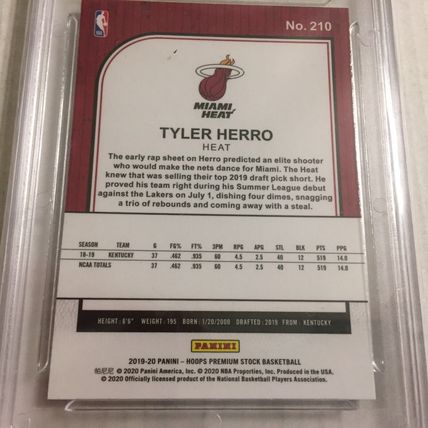 No. 210
MIAMI
HEAT
TYLER HERRO
HEAT
The early rap sheet on Herro predicted an elite shooter
who would make the nets dance for Miami. The Heat
knew that was selling their top 2019 draft pick short. He
proved his team right during his Summer League debut
against the Lakers on July 1, dishing four dimes, snagging
a trio of rebounds and coming away with a steal.
SEASON TEAM G FG% FT% 3PM RPG APG STL BLK PTS PPG
18-19 KENTUCKY 37 .462 .935 60 4.5 2.5 40 12 519 14.0
NCAA TOTALS 37 .462 .935 60 4.5 2.5 40 12 519 14.0
HEIGHT: 6'6" WEIGHT: 195 BORN: 1/20/2000 DRAFTED: 2019 FROM: KENTUCKY
PANINI
2019-20 PANINI – HOOPS PREMIUM STOCK BASKETBALL
帕尼尼 © 2020 Panini America, Inc. © 2020 NBA Properties, Inc. Produced in the USA.
© 2020 Officially licensed product of the National Basketball Players Association.